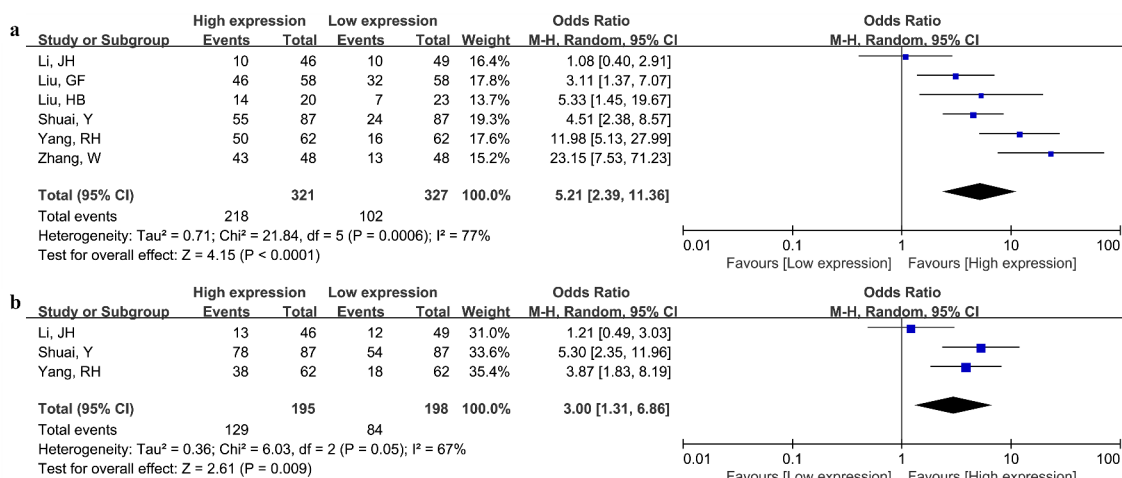 a
High expression Low expression Odds Ratio Odds Ratio
Study or Subgroup Events Total Events Total Weight M-H, Random, 95% CI M-H, Random, 95% CI
Li, JH 10 46 10 49 16.4% 1.08 [0.40, 2.91]
Liu, GF 46 58 32 58 17.8% 3.11 [1.37, 7.07]
Liu, HB 14 20 7 23 13.7% 5.33 [1.45, 19.67]
Shuai, Y 55 87 24 87 19.3% 4.51 [2.38, 8.57]
Yang, RH 50 62 16 62 17.6% 11.98 [5.13, 27.99]
Zhang, W 43 48 13 48 15.2% 23.15 [7.53, 71.23]
Total (95% CI) 321 327 100.0% 5.21 [2.39, 11.36]
Total events 218 102
Heterogeneity: Tau² = 0.71; Chi² = 21.84, df = 5 (P = 0.0006); I² = 77%
Test for overall effect: Z = 4.15 (P < 0.0001)
0.01 0.1 1 10 100
Favours [Low expression] Favours [High expression]
b
High expression Low expression Odds Ratio Odds Ratio
Study or Subgroup Events Total Events Total Weight M-H, Random, 95% CI M-H, Random, 95% CI
Li, JH 13 46 12 49 31.0% 1.21 [0.49, 3.03]
Shuai, Y 78 87 54 87 33.6% 5.30 [2.35, 11.96]
Yang, RH 38 62 18 62 35.4% 3.87 [1.83, 8.19]
Total (95% CI) 195 198 100.0% 3.00 [1.31, 6.86]
Total events 129 84
Heterogeneity: Tau² = 0.36; Chi² = 6.03, df = 2 (P = 0.05); I² = 67%
Test for overall effect: Z = 2.61 (P = 0.009)
0.01 0.1 1 10 100
Favours [Low expression] Favours [High expression]